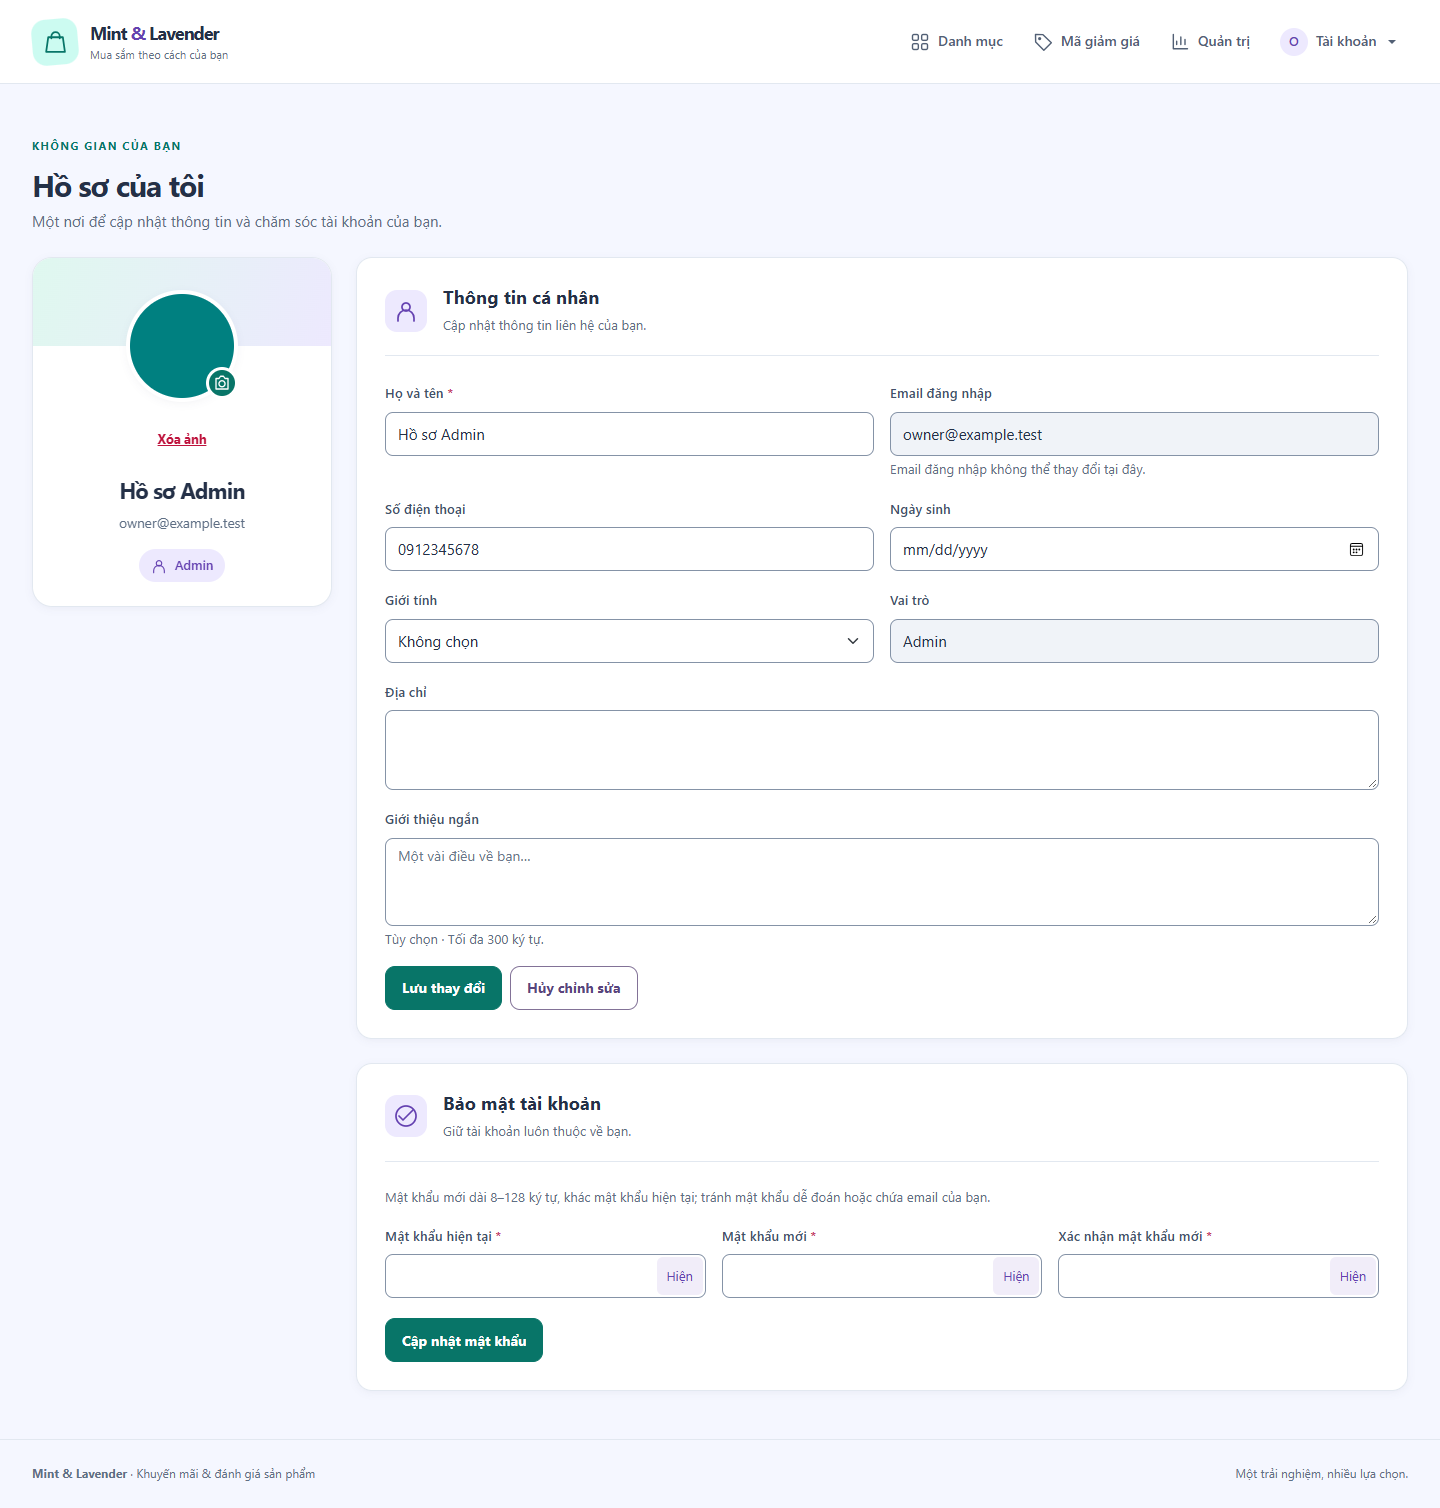 Mint & Lavender
Mua sắm theo cách của bạn
Danh mục
Mã giảm giá
Quản trị
O
Tài khoản
KHÔNG GIAN CỦA BẠN
Hồ sơ của tôi
Một nơi để cập nhật thông tin và chăm sóc tài khoản của bạn.
Xóa ảnh
Hồ sơ Admin
owner@example.test
Admin
Thông tin cá nhân
Cập nhật thông tin liên hệ của bạn.
Họ và tên *
Hồ sơ Admin
Email đăng nhập
owner@example.test
Email đăng nhập không thể thay đổi tại đây.
Số điện thoại
0912345678
Ngày sinh
mm/dd/yyyy
Giới tính
Không chọn
Vai trò
Admin
Địa chỉ
Giới thiệu ngắn
Một vài điều về bạn...
Tùy chọn · Tối đa 300 ký tự.
Lưu thay đổi
Hủy chỉnh sửa
Bảo mật tài khoản
Giữ tài khoản luôn thuộc về bạn.
Mật khẩu mới dài 8–128 ký tự, khác mật khẩu hiện tại; tránh mật khẩu dễ đoán hoặc chứa email của bạn.
Mật khẩu hiện tại *
Hiện
Mật khẩu mới *
Hiện
Xác nhận mật khẩu mới *
Hiện
Cập nhật mật khẩu
Mint & Lavender · Khuyến mãi & đánh giá sản phẩm
Một trải nghiệm, nhiều lựa chọn.